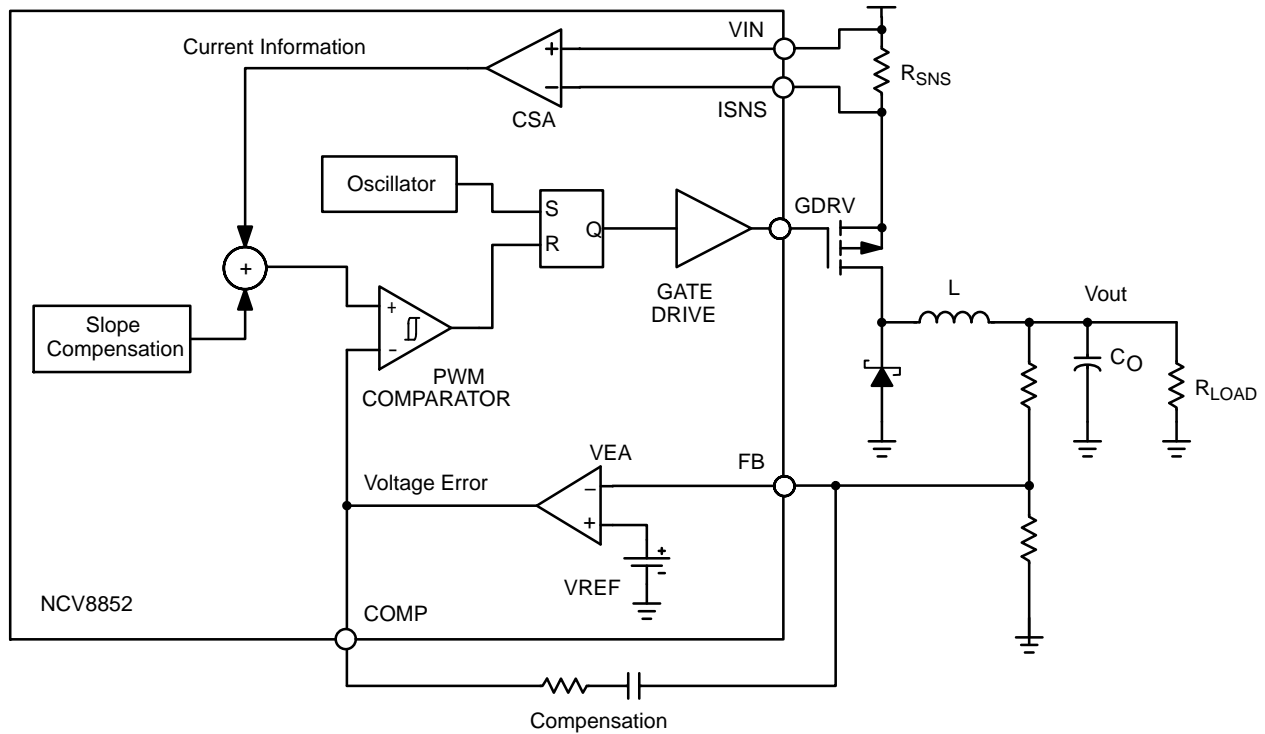 VIN
Current Information
+
−
RSNS
ISNS
CSA
Oscillator
S
R
Q
GDRV
+
GATE
DRIVE
L
Vout
Slope
Compensation
+
−
PWM
COMPARATOR
CO
RLOAD
VEA
FB
Voltage Error
−
+
+
−
VREF
NCV8852
COMP
Compensation